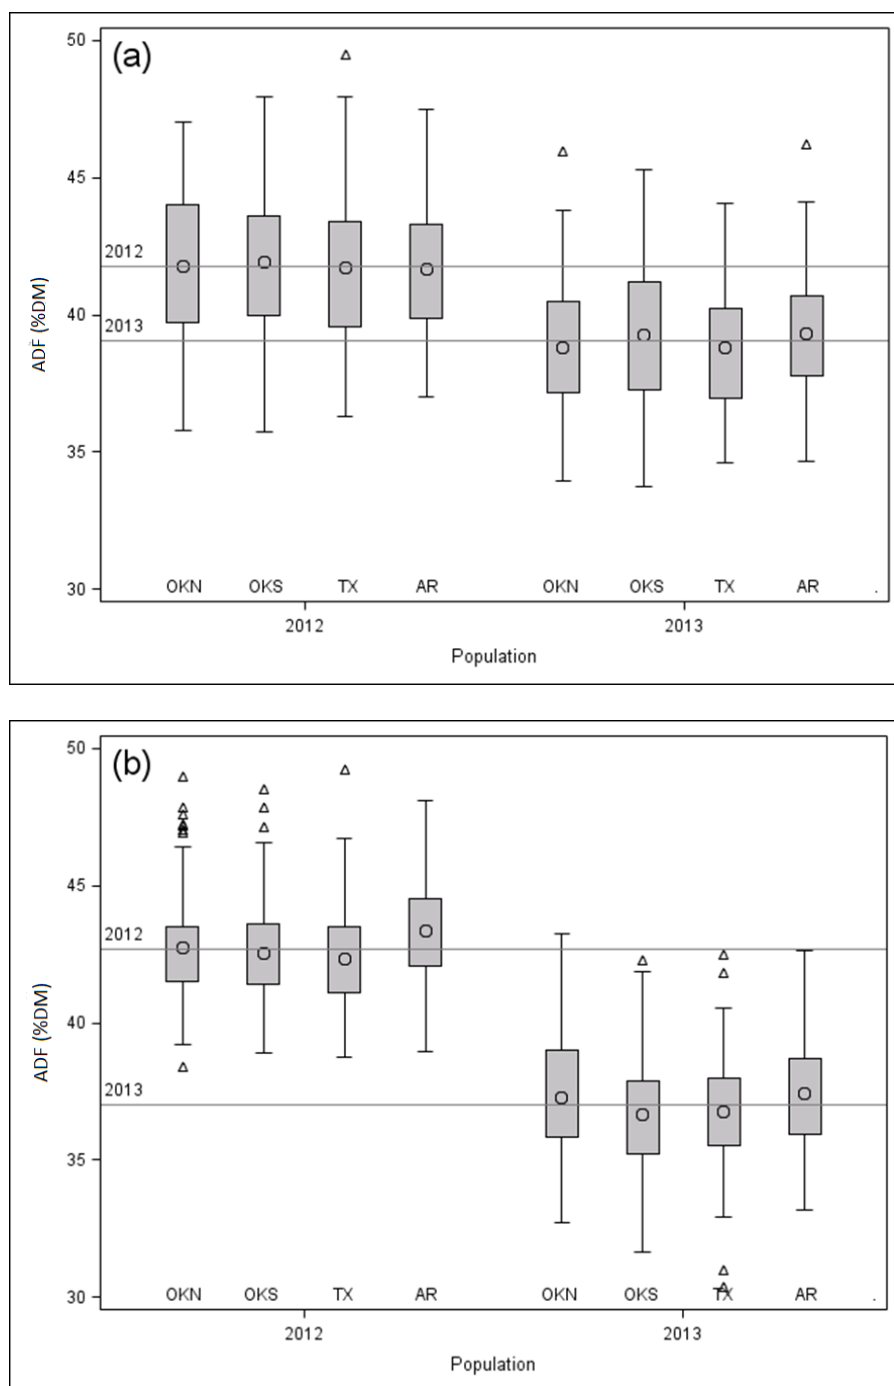 (a)
50
45
2012
40
2013
ADF (%DM)
35
30
OKN OKS TX AR OKN OKS TX AR .
2012 2013
Population
(b)
50
45
2012
40
ADF (%DM)
2013
35
30
OKN OKS TX AR OKN OKS TX AR .
2012 2013
Population